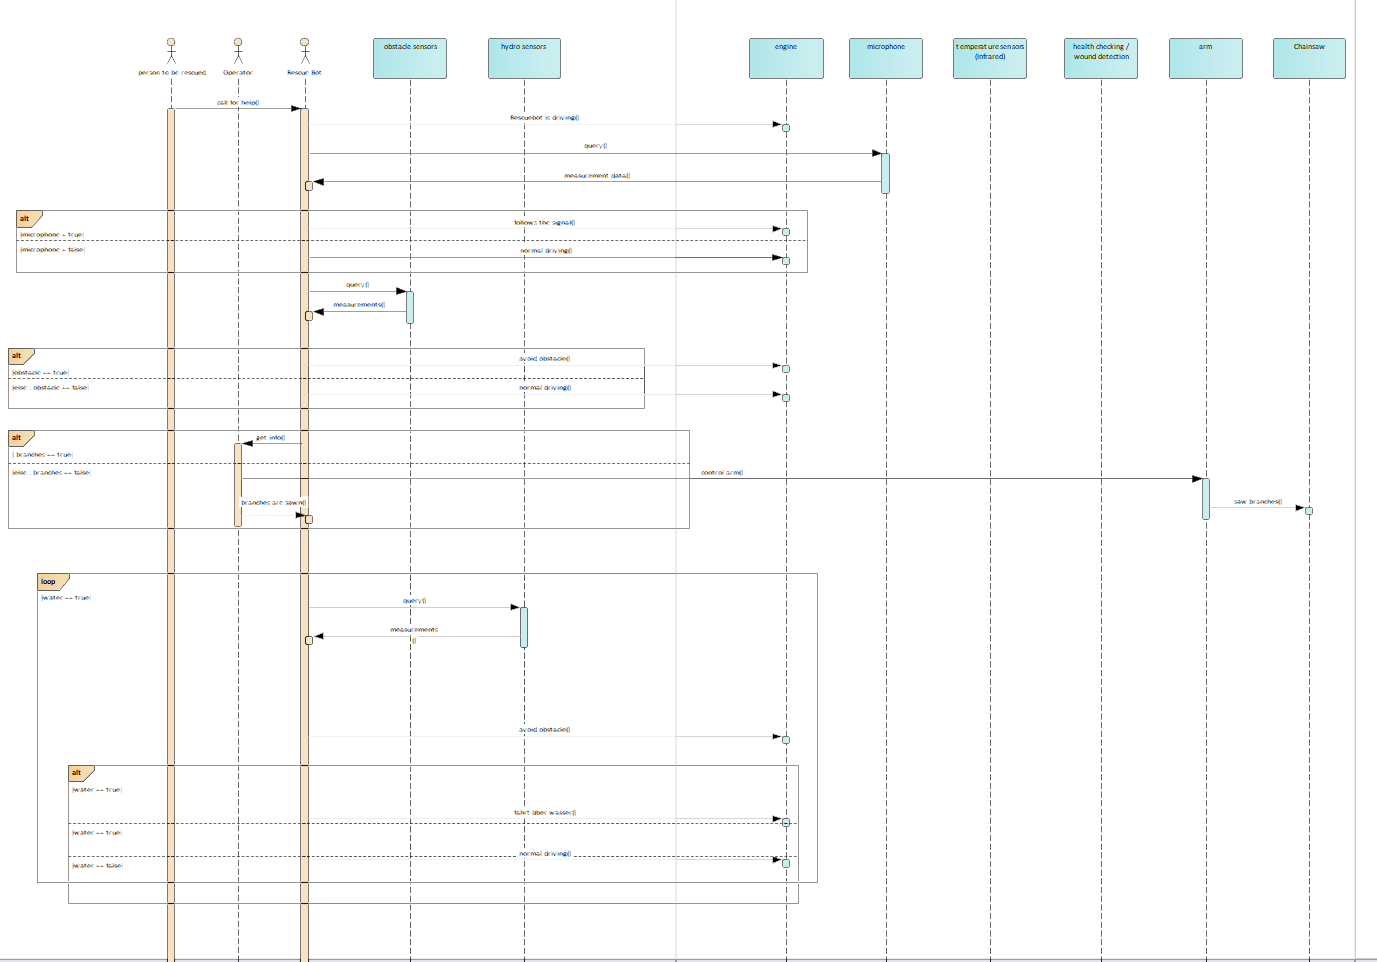 person to be rescued
Operator
Rescue Bot
obstacle sensors
hydro sensors
engine
microphone
temperature sensors
(infrared)
health checking /
wound detection
arm
Chainsaw
call for help()
Rescuebot is driving()
query()
measurement data()
alt
follows the signal()
[microphone = true]
[microphone = false]
normal driving()
query()
measurements()
alt
avoid obstacle()
[obstacle == true]
[else : obstacle == false]
normal driving()
alt
get info()
[ branches == true]
[else : branches == false]
control arm()
branches are sawn()
saw branches()
loop
[water == true]
query()
measurements
()
avoid obstacle()
alt
[water == true]
fährt über wasser()
[water == true]
normal driving()
[water == false]